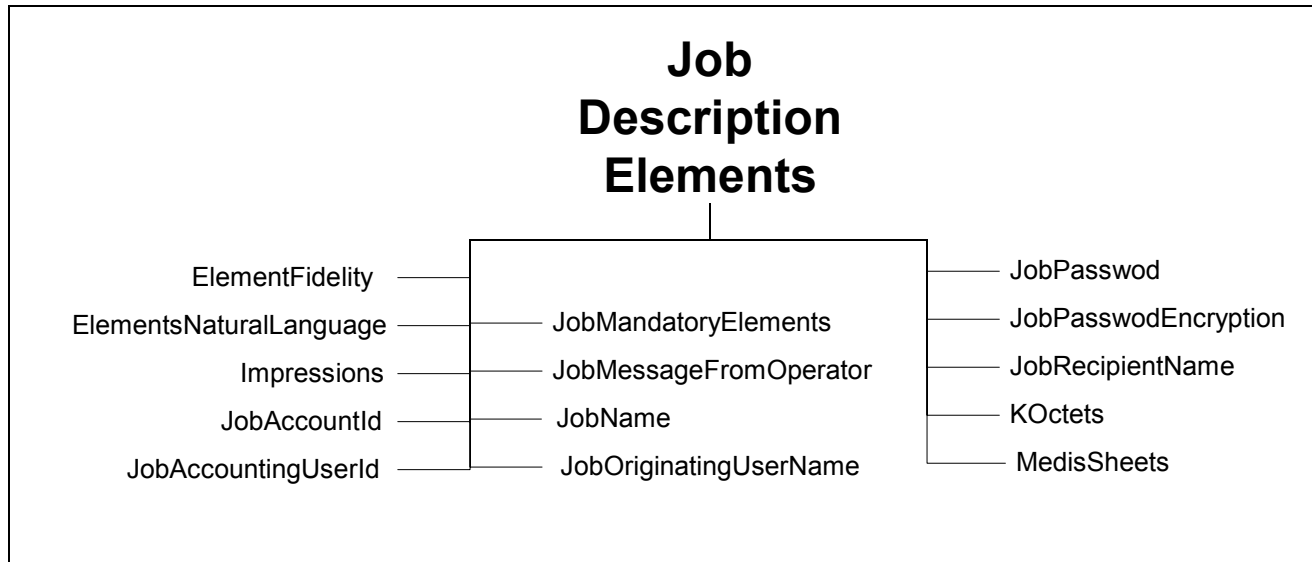 Job
Description
Elements
ElementFidelity
ElementsNaturalLanguage
Impressions
JobAccountId
JobAccountingUserId
JobMandatoryElements
JobMessageFromOperator
JobName
JobOriginatingUserName
JobPasswod
JobPasswodEncryption
JobRecipientName
KOctets
MedisSheets